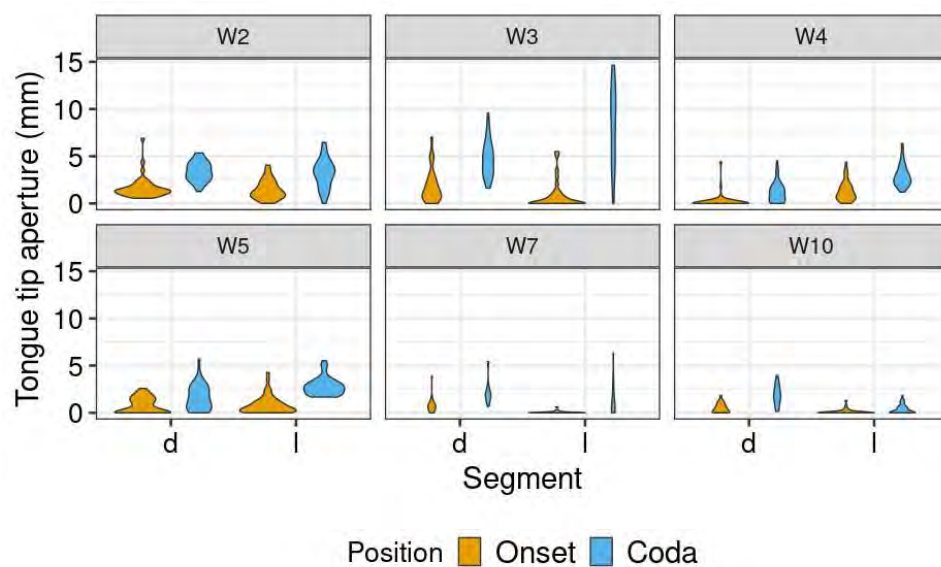 W2 W3 W4
15
10
5
0
W5 W7 W10
15
10
5
0
Tongue tip aperture (mm)
d l d l d l
Segment
Position Onset Coda